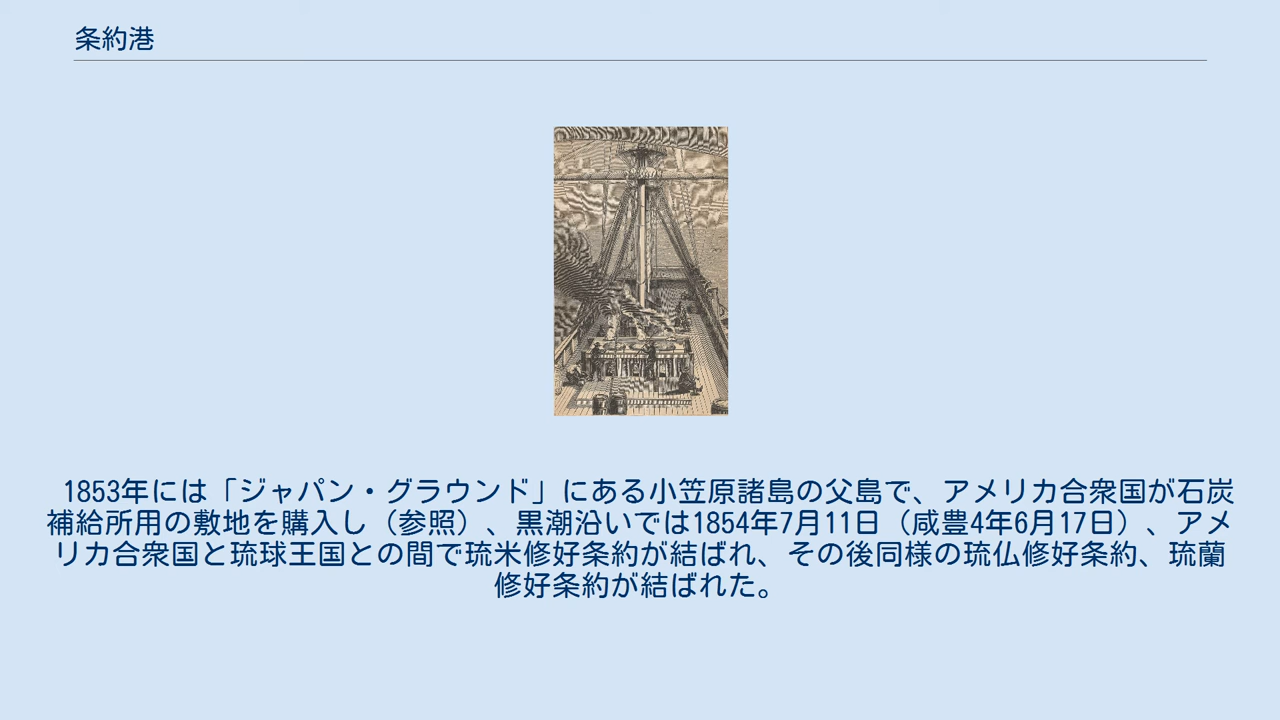 条約港
1853年には「ジャパン・グラウンド」にある小笠原諸島の父島で、アメリカ合衆国が石炭
補給所用の敷地を購入し（参照）、黒潮沿いでは1854年7月11日（咸豊4年6月17日）、アメ
リカ合衆国と琉球王国との間で琉米修好条約が結ばれ、その後同様の琉仏修好条約、琉蘭
修好条約が結ばれた。